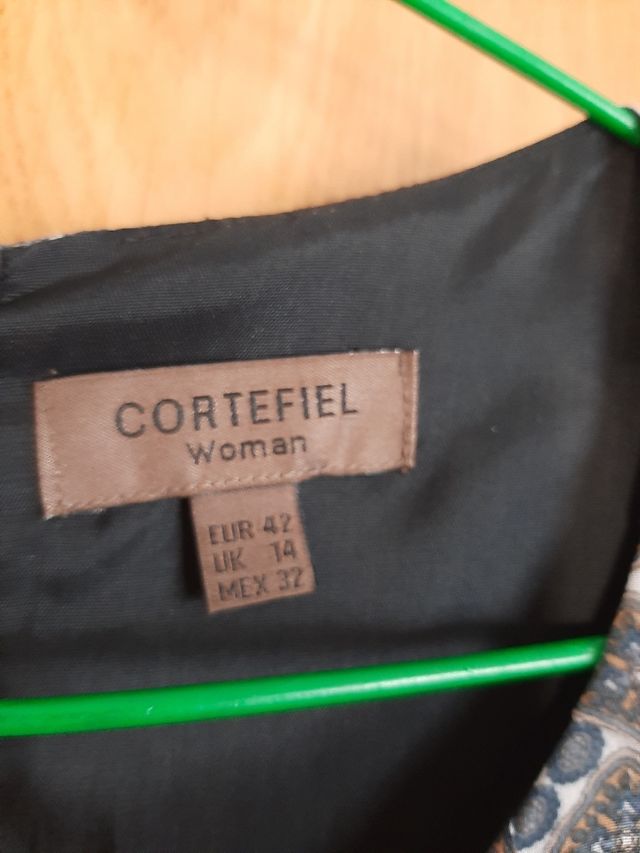 CORTEFIEL
Woman
EUR 42
UK 14
MEX 32